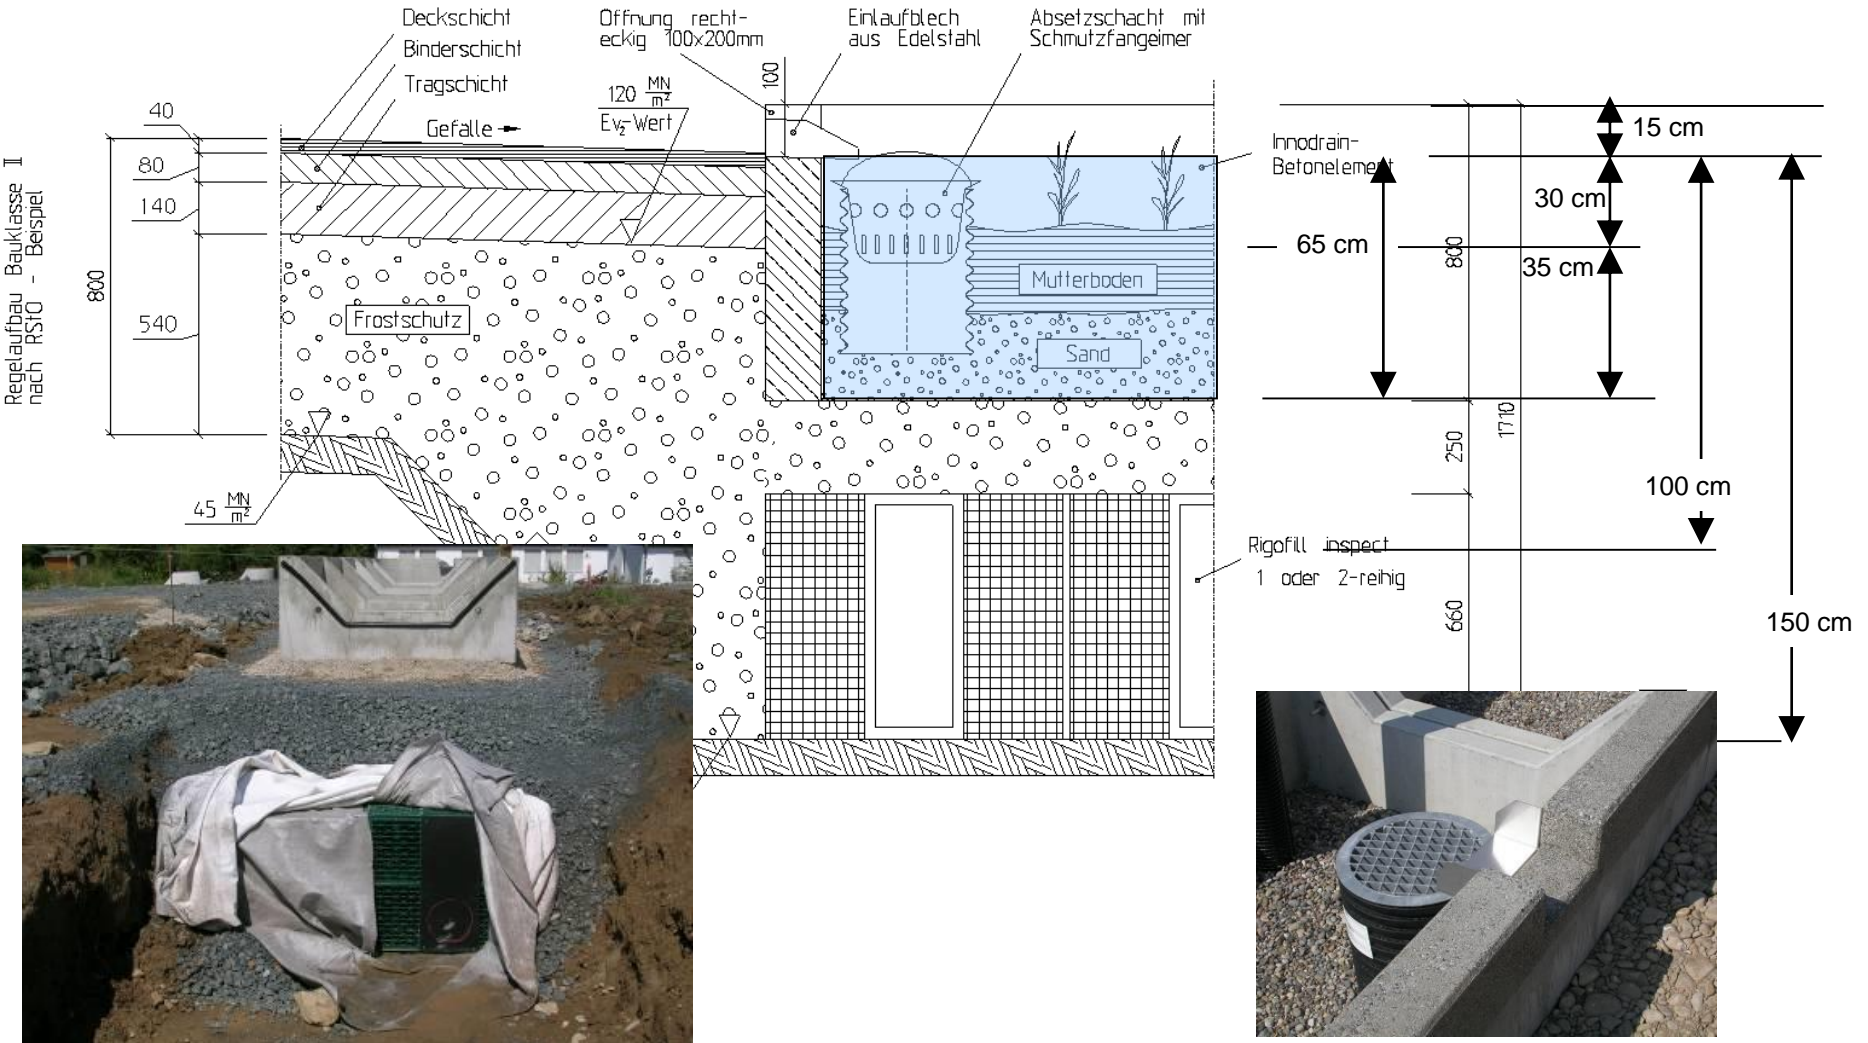 Deckschicht
Binderschicht
Tragschicht
Öffnung recht-
eckig 100x200mm
Einlaufblech
aus Edelstahl
Absetzschacht mit
Schmutzfangeimer
100
120 MN/m²
Ev₂-Wert
Gefälle
40
80
140
540
800
Regelaufbau Bauklasse II
nach RStO - Beispiel
Frostschutz
45 MN/m²
Mutterboden
Sand
Innodrain-
Betonelement
15 cm
30 cm
65 cm
35 cm
800
1710
250
100 cm
Rigofill inspect
1 oder 2-reihig
660
150 cm